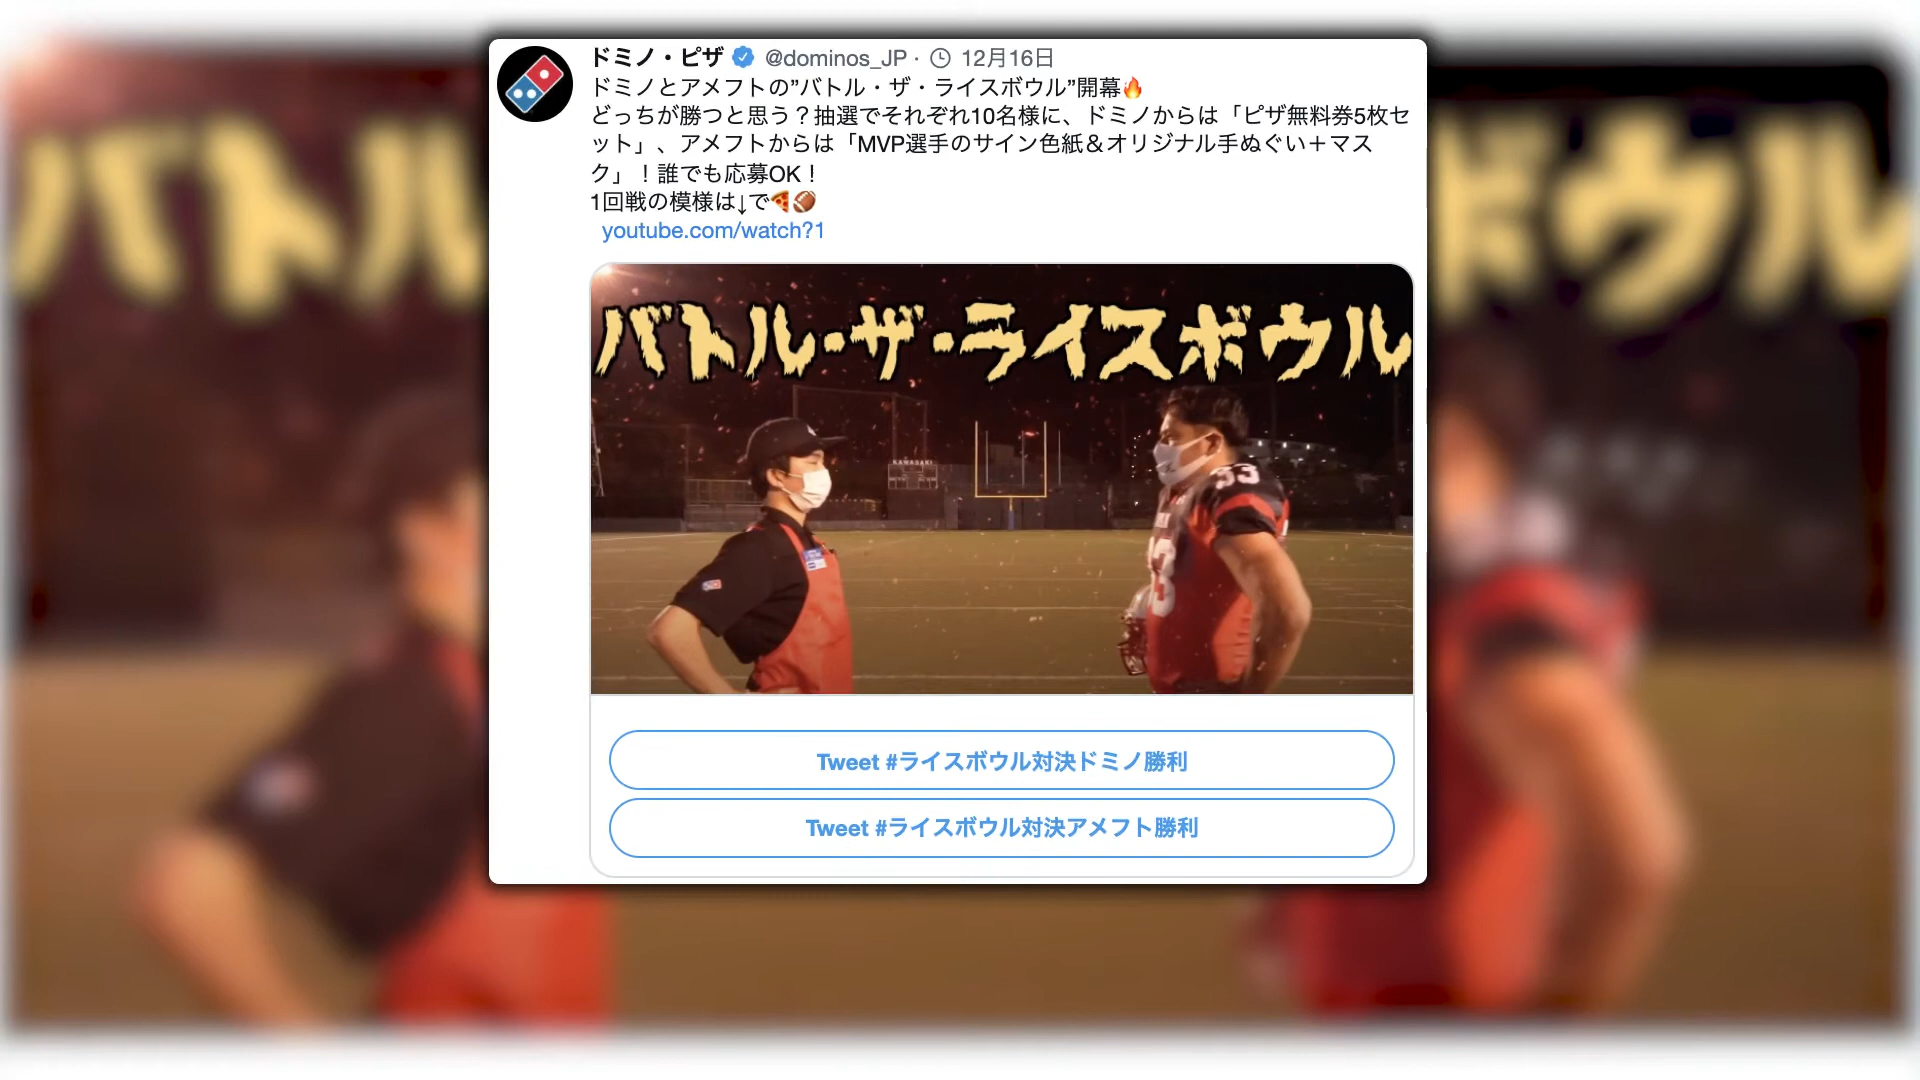 ドミノ・ピザ @dominos_JP · 12月16日
ドミノとアメフトの”バトル・ザ・ライスボウル”開幕🔥
どっちが勝つと思う？抽選でそれぞれ10名様に、ドミノからは「ピザ無料券5枚セ
ット」、アメフトからは「MVP選手のサイン色紙＆オリジナル手ぬぐい＋マス
ク」！誰でも応募OK！
1回戦の模様は↓で🍕🏈
youtube.com/watch?1
バトル・ザ・ライスボウル
KAWASAKI
33
33
Tweet #ライスボウル対決ドミノ勝利
Tweet #ライスボウル対決アメフト勝利